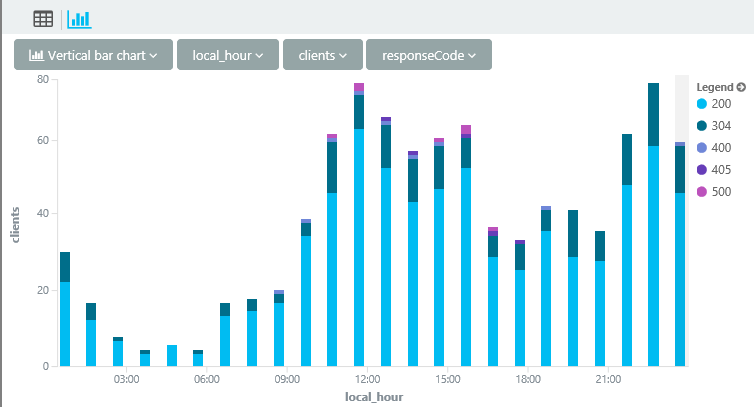 Vertical bar chart
local_hour
clients
responseCode
80
60
40
20
0
clients
03:00
06:00
09:00
12:00
15:00
18:00
21:00
local_hour
Legend
200
304
400
405
500